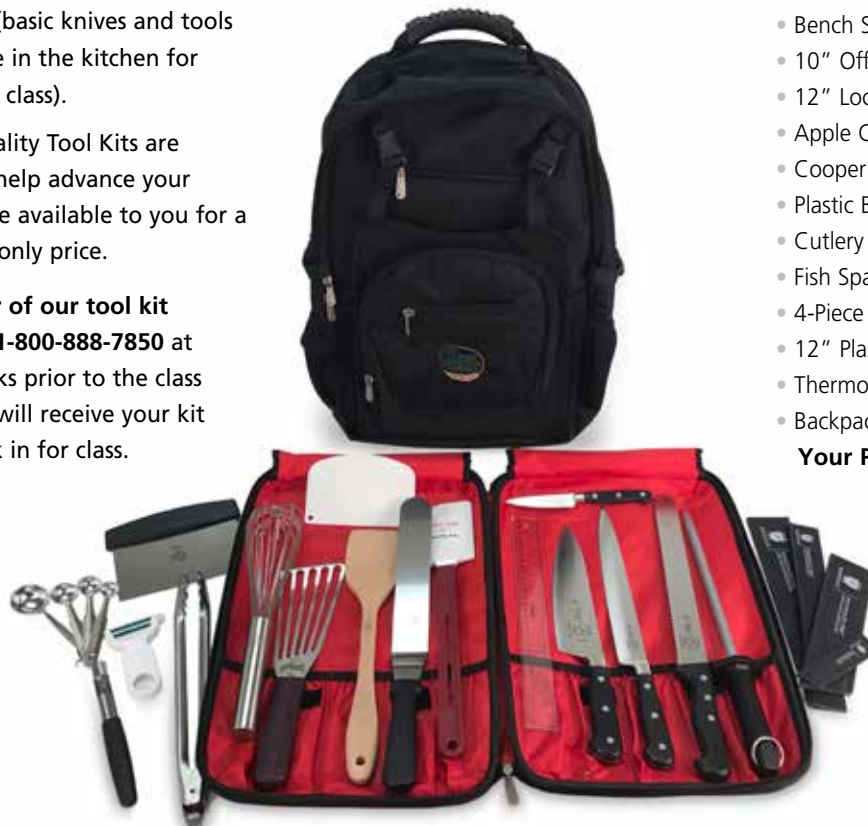 (basic knives and tools
e in the kitchen for
class).
ality Tool Kits are
help advance your
e available to you for a
only price.
of our tool kit
1-800-888-7850 at
ks prior to the class
will receive your kit
k in for class.
• Bench S
• 10” Off
• 12” Loc
• Apple C
• Cooper
• Plastic B
• Cutlery
• Fish Spa
• 4-Piece
• 12” Pla
• Thermo
• Backpac
Your P